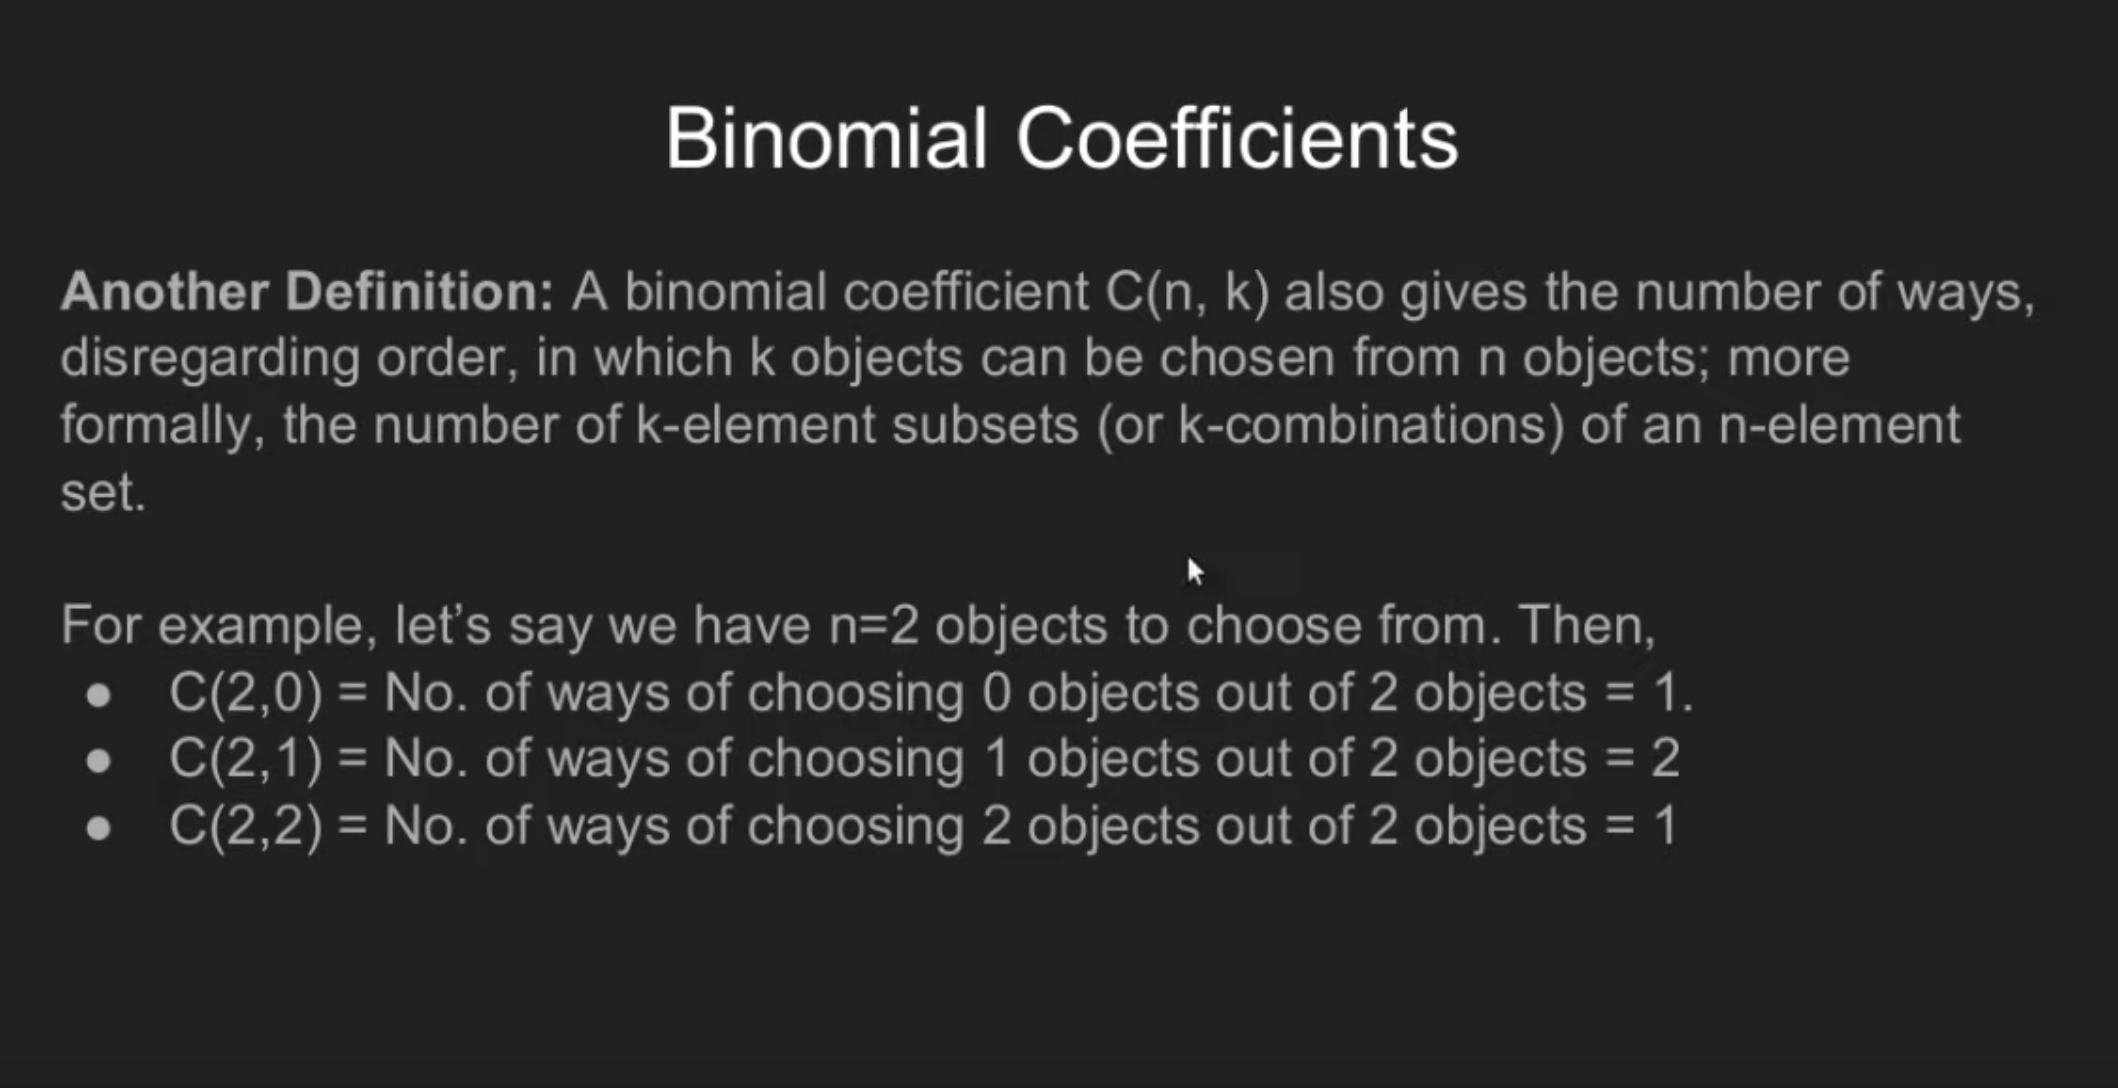 Binomial Coefficients
Another Definition: A binomial coefficient C(n, k) also gives the number of ways,
disregarding order, in which k objects can be chosen from n objects; more
formally, the number of k-element subsets (or k-combinations) of an n-element
set.
For example, let’s say we have n=2 objects to choose from. Then,
● C(2,0) = No. of ways of choosing 0 objects out of 2 objects = 1.
● C(2,1) = No. of ways of choosing 1 objects out of 2 objects = 2
● C(2,2) = No. of ways of choosing 2 objects out of 2 objects = 1